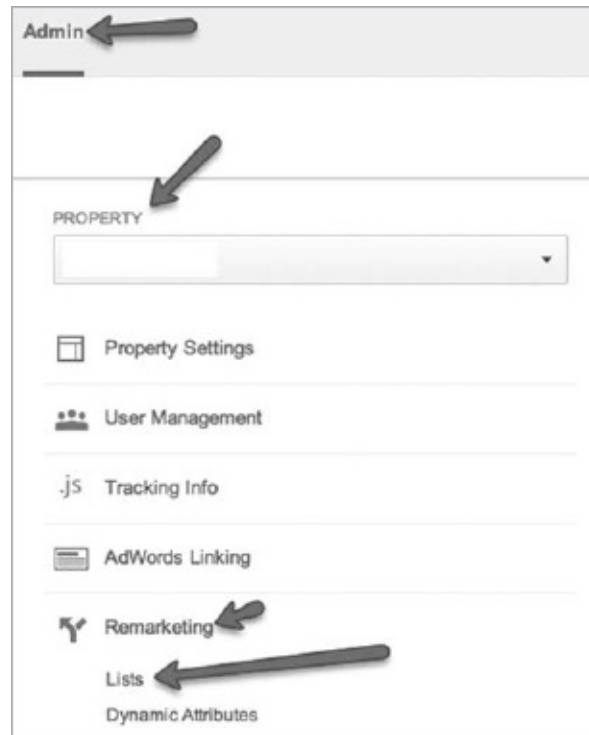 Admin
PROPERTY
Property Settings
User Management
.js Tracking Info
AdWords Linking
Remarketing
Lists
Dynamic Attributes